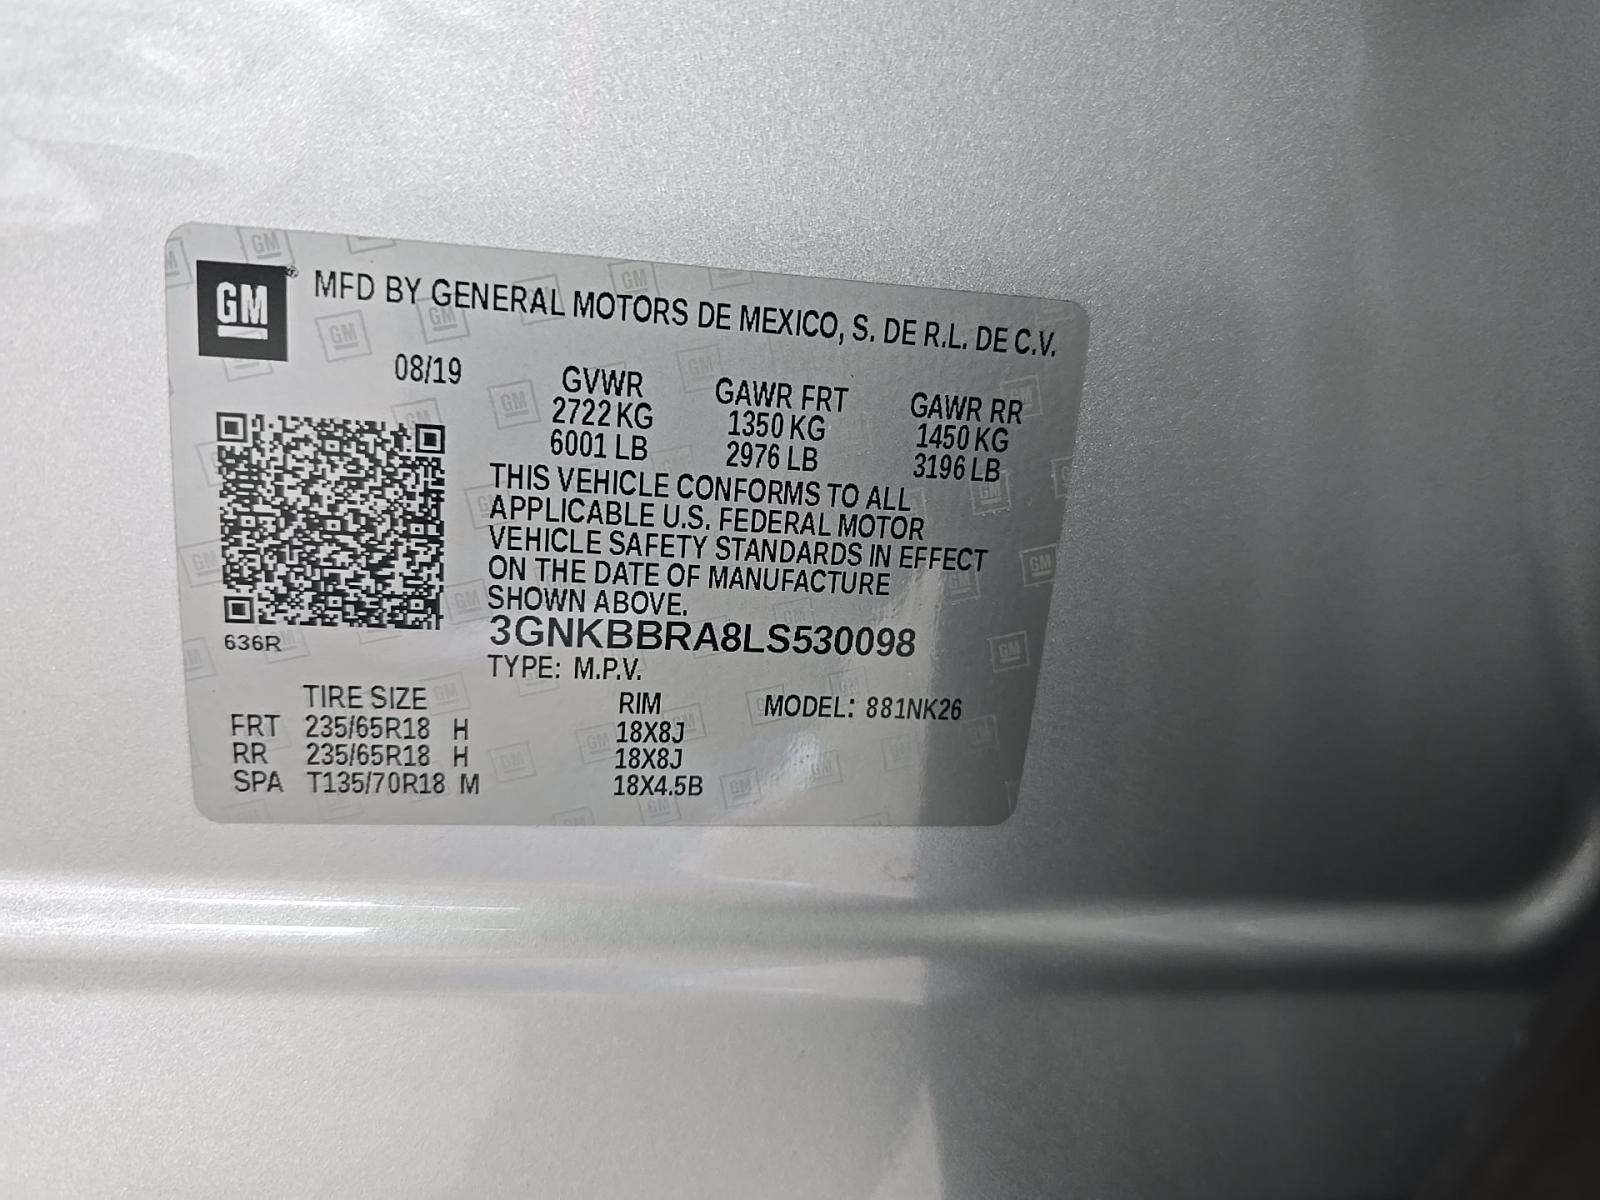 GM® MFD BY GENERAL MOTORS DE MEXICO, S. DE R.L. DE C.V.
08/19 GVWR GAWR FRT GAWR RR
2722 KG 1350 KG 1450 KG
6001 LB 2976 LB 3196 LB
THIS VEHICLE CONFORMS TO ALL
APPLICABLE U.S. FEDERAL MOTOR
VEHICLE SAFETY STANDARDS IN EFFECT
ON THE DATE OF MANUFACTURE
SHOWN ABOVE.
636R
3GNKBBRA8LS530098
TYPE: M.P.V.
TIRE SIZE RIM MODEL: 881NK26
FRT 235/65R18 H 18X8J
RR 235/65R18 H 18X8J
SPA T135/70R18 M 18X4.5B